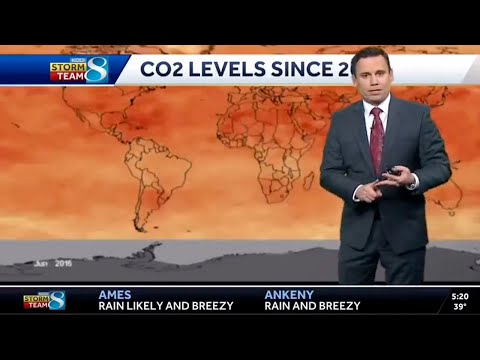 STORM
TEAM 8
CO2 LEVELS SINCE 2
2016
STORM
TEAM 8
AMES
RAIN LIKELY AND BREEZY
ANKENY
RAIN AND BREEZY
5:20
39°